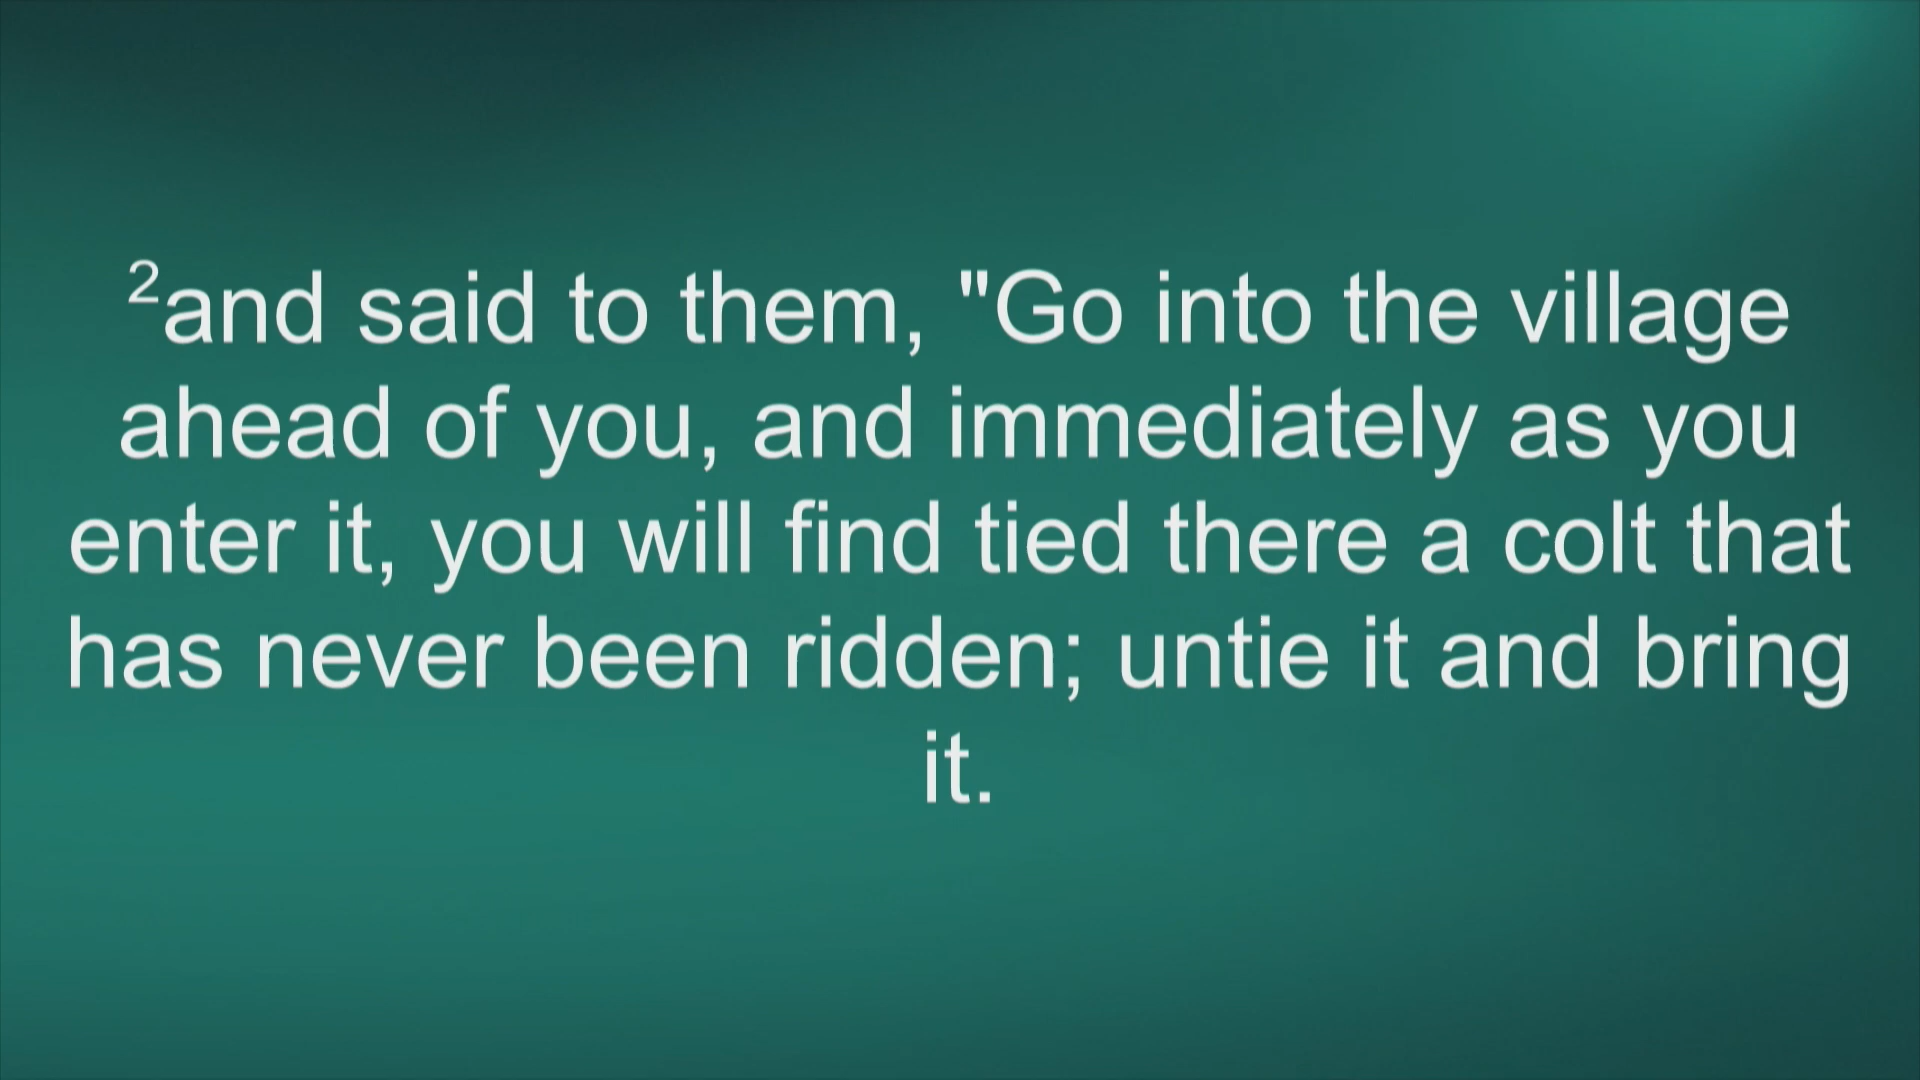 ²and said to them, "Go into the village
ahead of you, and immediately as you
enter it, you will find tied there a colt that
has never been ridden; untie it and bring
it.